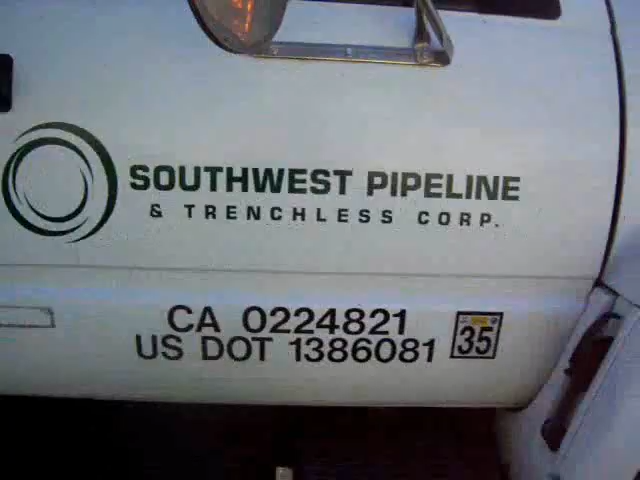 SOUTHWEST PIPELINE
& TRENCHLESS CORP.
CA 0224821
US DOT 1386081
35